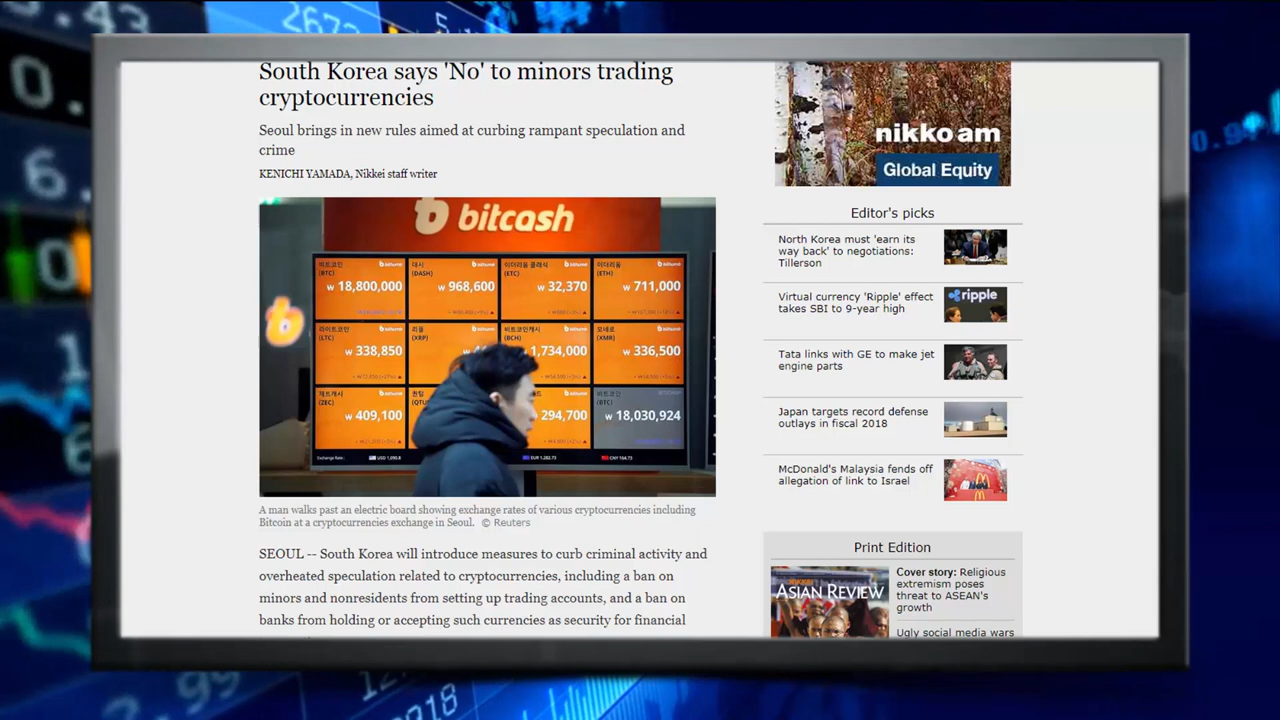 South Korea says 'No' to minors trading
cryptocurrencies
Seoul brings in new rules aimed at curbing rampant speculation and
crime
KENICHI YAMADA, Nikkei staff writer
bitcash
비트코인
(BTC)
₩ 18,800,000
대시
(DASH)
₩ 968,600
이더리움 클래식
(ETC)
₩ 32,370
이더리움
(ETH)
₩ 711,000
라이트코인
(LTC)
₩ 338,850
리플
(XRP)
비트코인캐시
(BCH)
1,734,000
모네로
(XMR)
₩ 336,500
제트캐시
(ZEC)
₩ 409,100
퀀텀
294,700
비트코인
(BTC)
₩ 18,030,924
A man walks past an electric board showing exchange rates of various cryptocurrencies including
Bitcoin at a cryptocurrencies exchange in Seoul. © Reuters
SEOUL -- South Korea will introduce measures to curb criminal activity and
overheated speculation related to cryptocurrencies, including a ban on
minors and nonresidents from setting up trading accounts, and a ban on
banks from holding or accepting such currencies as security for financial
nikko am
Global Equity
Editor's picks
North Korea must 'earn its
way back' to negotiations:
Tillerson
Virtual currency 'Ripple' effect
takes SBI to 9-year high
ripple
Tata links with GE to make jet
engine parts
Japan targets record defense
outlays in fiscal 2018
McDonald's Malaysia fends off
allegation of link to Israel
Print Edition
ASIAN REVIEW
Cover story: Religious
extremism poses
threat to ASEAN's
growth
Ugly social media wars